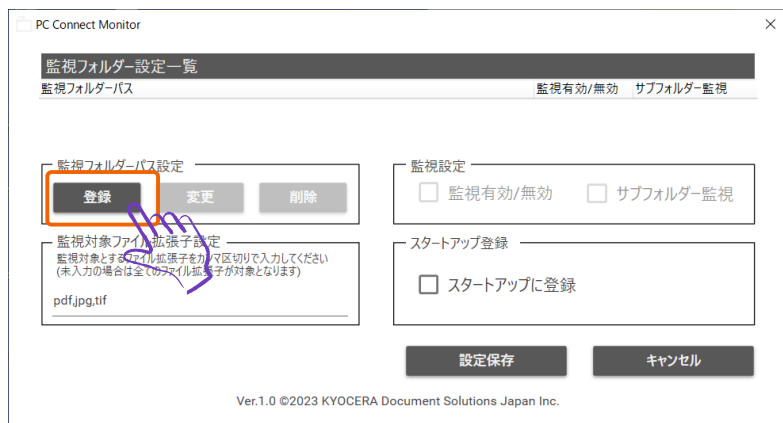 PC Connect Monitor
監視フォルダー設定一覧
監視フォルダーパス 監視有効/無効 サブフォルダー監視
監視フォルダーパス設定
登録 変更 削除
監視設定
監視有効/無効 サブフォルダー監視
監視対象ファイル拡張子設定
監視対象とするファイル拡張子をカンマ区切りで入力してください
(未入力の場合は全てのファイル拡張子が対象となります)
pdf,jpg,tif
スタートアップ登録
スタートアップに登録
設定保存 キャンセル
Ver.1.0 ©2023 KYOCERA Document Solutions Japan Inc.